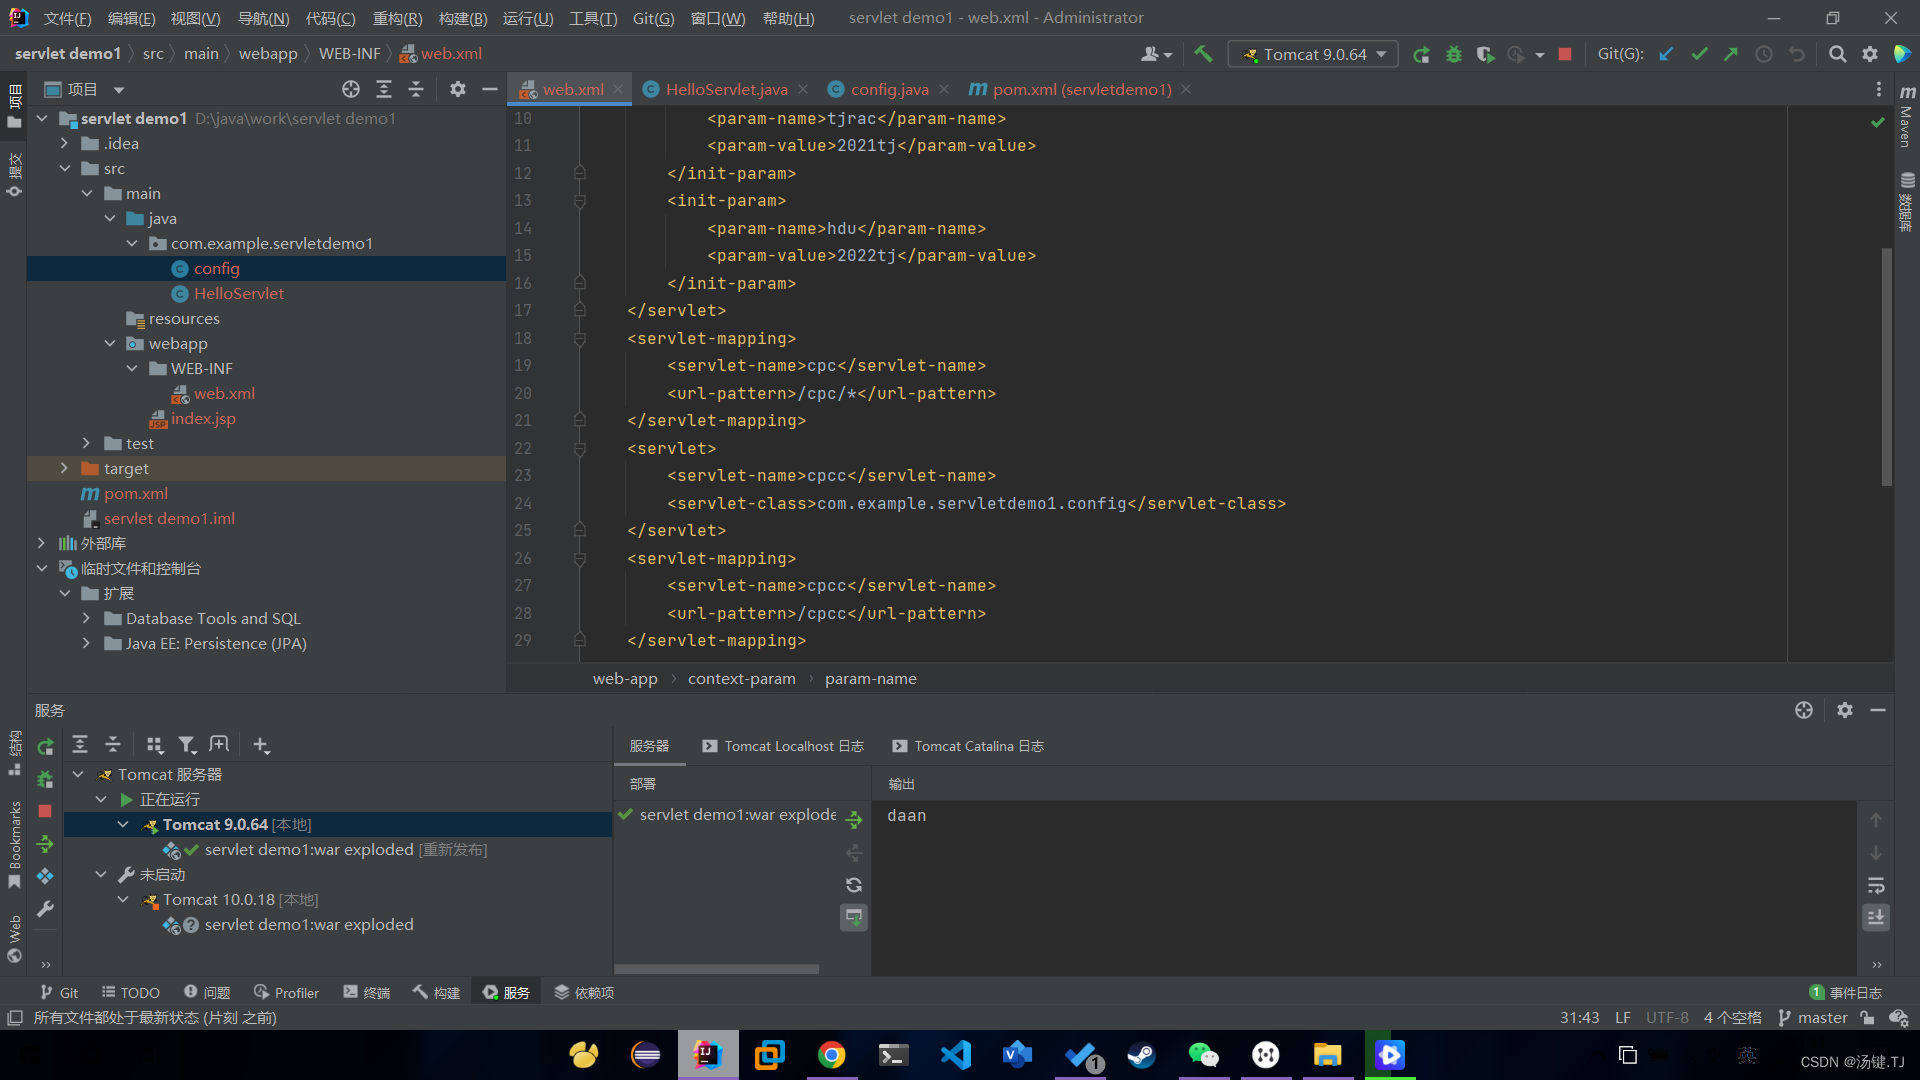 文件(F) 编辑(E) 视图(V) 导航(N) 代码(C) 重构(R) 构建(B) 运行(U) 工具(T) Git(G) 窗口(W) 帮助(H) servlet demo1 - web.xml - Administrator
servlet demo1 src main webapp WEB-INF web.xml Tomcat 9.0.64 Git(G):
项目
web.xml HelloServlet.java config.java pom.xml (servletdemo1)
项目
提交
servlet demo1 D:\java\work\servlet demo1
.idea
src
main
java
com.example.servletdemo1
config
HelloServlet
resources
webapp
WEB-INF
web.xml
index.jsp
test
target
pom.xml
servlet demo1.iml
外部库
临时文件和控制台
扩展
Database Tools and SQL
Java EE: Persistence (JPA)
10 <param-name>tjrac</param-name>
11 <param-value>2021tj</param-value>
12 </init-param>
13 <init-param>
14 <param-name>hdu</param-name>
15 <param-value>2022tj</param-value>
16 </init-param>
17 </servlet>
18 <servlet-mapping>
19 <servlet-name>cpc</servlet-name>
20 <url-pattern>/cpc/*</url-pattern>
21 </servlet-mapping>
22 <servlet>
23 <servlet-name>cpcc</servlet-name>
24 <servlet-class>com.example.servletdemo1.config</servlet-class>
25 </servlet>
26 <servlet-mapping>
27 <servlet-name>cpcc</servlet-name>
28 <url-pattern>/cpcc</url-pattern>
29 </servlet-mapping>
web-app context-param param-name
m Maven
数据库
服务
结构
Bookmarks
Web
Tomcat 服务器
正在运行
Tomcat 9.0.64 [本地]
servlet demo1:war exploded [重新发布]
未启动
Tomcat 10.0.18 [本地]
servlet demo1:war exploded
服务器 Tomcat Localhost 日志 Tomcat Catalina 日志
部署 输出
servlet demo1:war explode
daan
Git TODO 问题 Profiler 终端 构建 服务 依赖项 1 事件日志
所有文件都处于最新状态 (片刻 之前) 31:43 LF UTF-8 4 个空格 master
1 英
CSDN @汤键.TJ